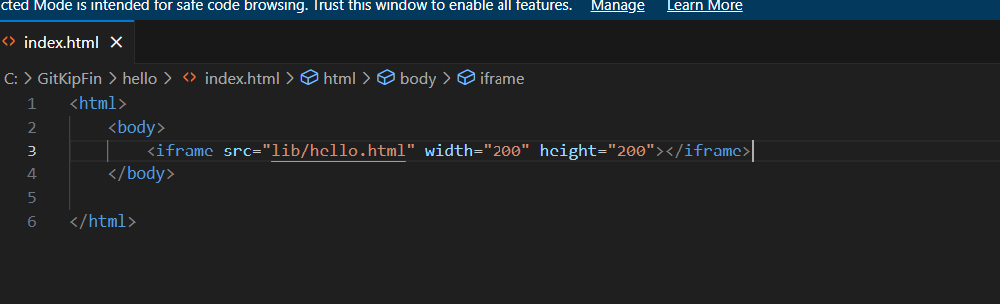 cted Mode is intended for safe code browsing. Trust this window to enable all features. Manage Learn More
<> index.html ×
C: > GitKipFin > hello > <> index.html > html > body > iframe
1 <html>
2     <body>
3         <iframe src="lib/hello.html" width="200" height="200"></iframe>
4     </body>
5
6 </html>